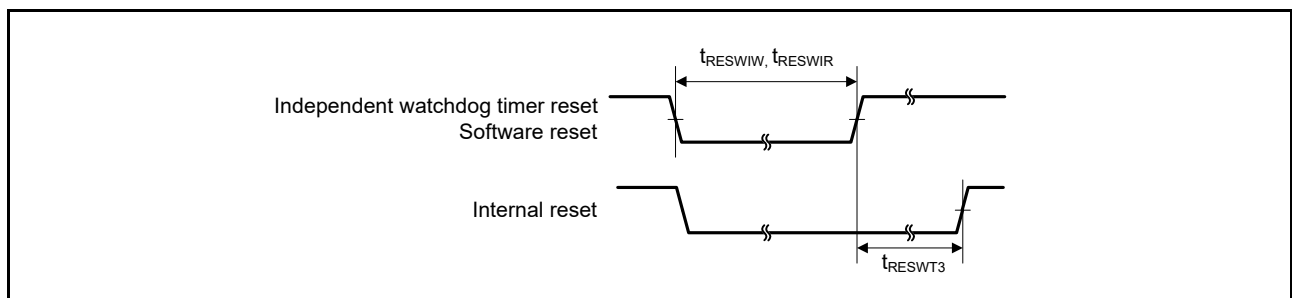 tRESWIW, tRESWIR
Independent watchdog timer reset
Software reset
Internal reset
tRESWT3